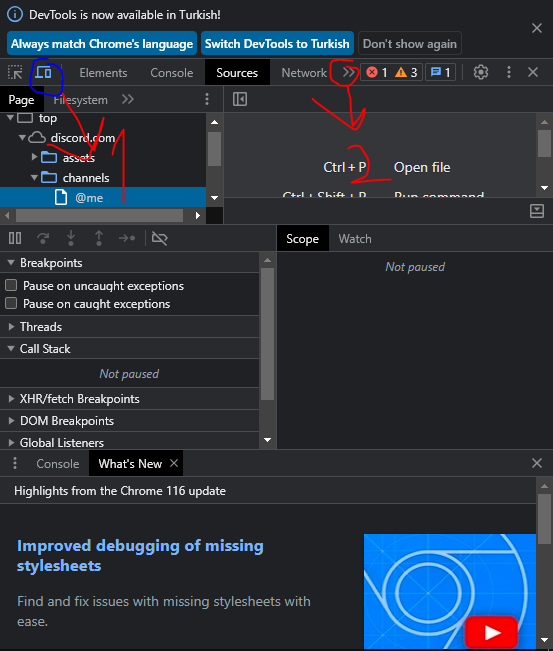 DevTools is now available in Turkish!
Always match Chrome's language Switch DevTools to Turkish Don't show again
Elements Console Sources Network 1 3 1
Page Filesystem
top
discord.com
assets
channels
@me
1
2
Ctrl + P Open file
Ctrl + Shift + P Run command
Scope Watch
Not paused
Breakpoints
Pause on uncaught exceptions
Pause on caught exceptions
Threads
Call Stack
Not paused
XHR/fetch Breakpoints
DOM Breakpoints
Global Listeners
Console What's New
Highlights from the Chrome 116 update
Improved debugging of missing
stylesheets
Find and fix issues with missing stylesheets with
ease.